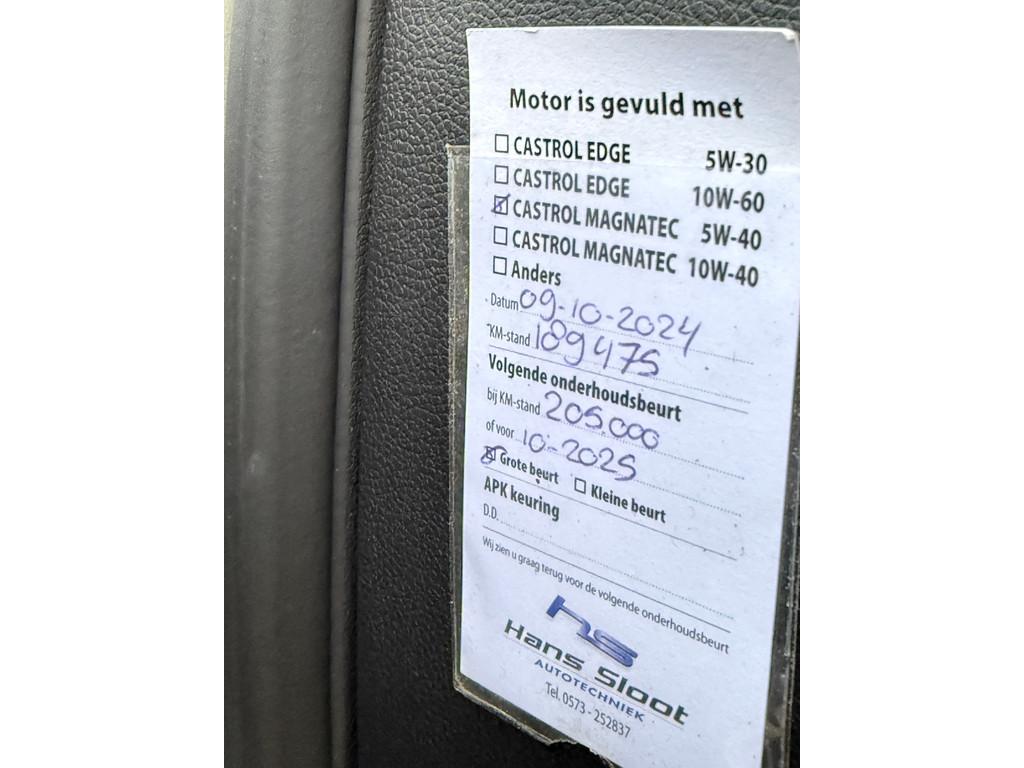 Motor is gevuld met
CASTROL EDGE 5W-30
CASTROL EDGE 10W-60
CASTROL MAGNATEC 5W-40
CASTROL MAGNATEC 10W-40
Anders
Datum 09-10-2024
KM-stand 189475
Volgende onderhoudsbeurt
bij KM-stand 205.000
of voor 10-2025
Grote beurt Kleine beurt
APK keuring
D.D.
Wij zien u graag terug voor de volgende onderhoudsbeurt
hs
Hans Sloot
AUTOTECHNIEK
Tel. 0573 - 252837